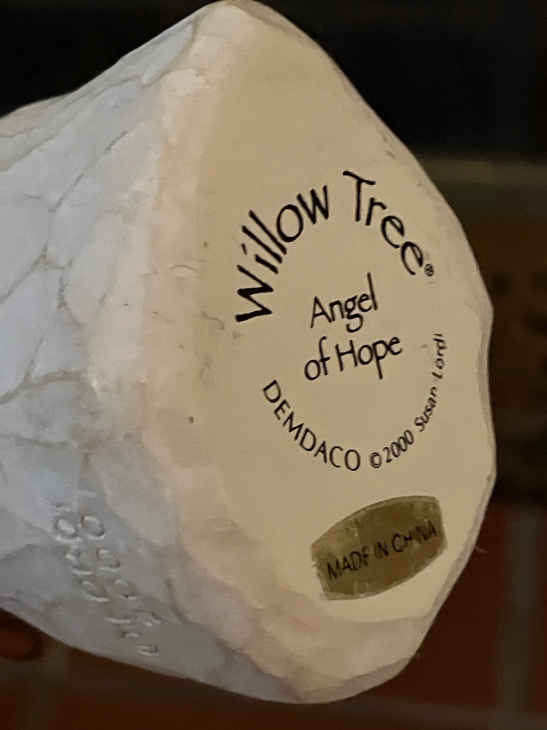 Willow Tree®
Angel
of Hope
DEMDACO ©2000 Susan Lordi
MADE IN CHINA